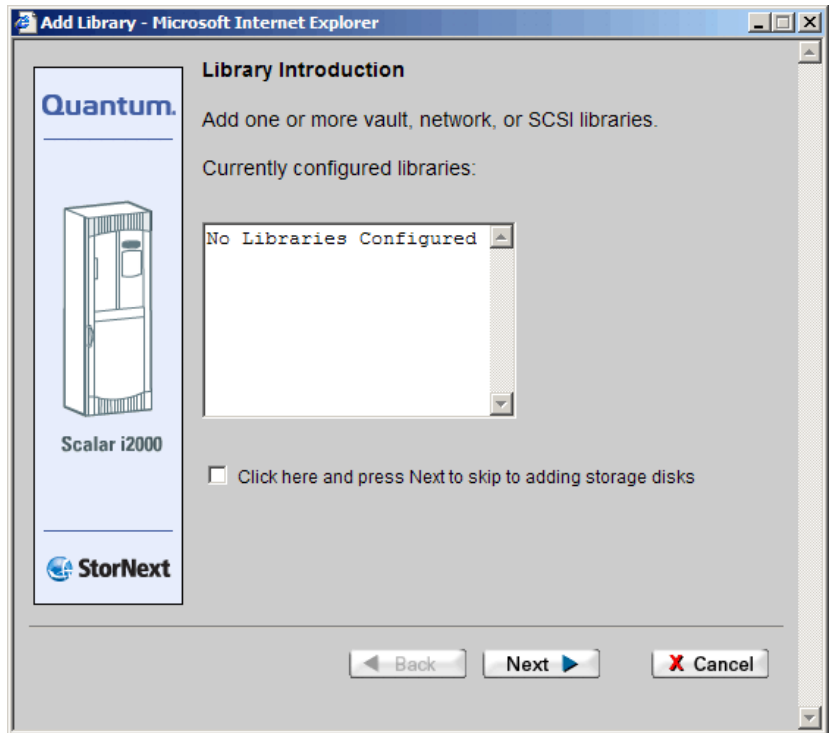 Add Library - Microsoft Internet Explorer
Library Introduction
Quantum.
Add one or more vault, network, or SCSI libraries.
Currently configured libraries:
No Libraries Configured
Scalar i2000
Click here and press Next to skip to adding storage disks
StorNext
Back
Next
X Cancel